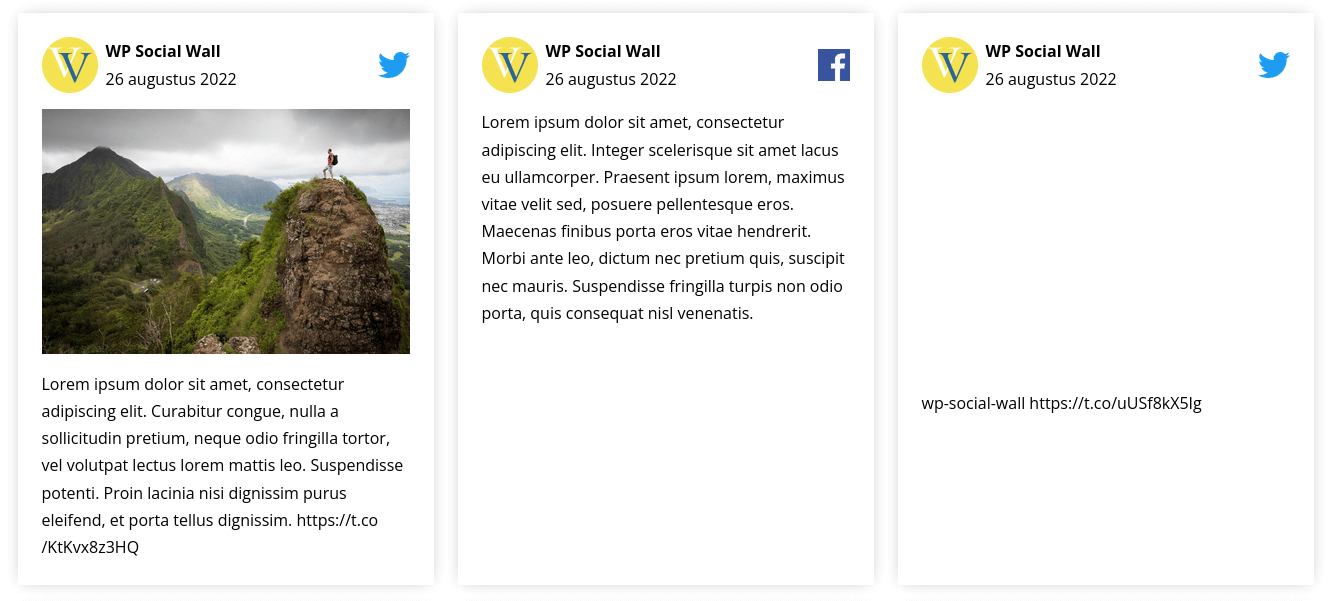 WP Social Wall
26 augustus 2022
Lorem ipsum dolor sit amet, consectetur
adipiscing elit. Curabitur congue, nulla a
sollicitudin pretium, neque odio fringilla tortor,
vel volutpat lectus lorem mattis leo. Suspendisse
potenti. Proin lacinia nisi dignissim purus
eleifend, et porta tellus dignissim. https://t.co
/KtKvx8z3HQ
WP Social Wall
26 augustus 2022
Lorem ipsum dolor sit amet, consectetur
adipiscing elit. Integer scelerisque sit amet lacus
eu ullamcorper. Praesent ipsum lorem, maximus
vitae velit sed, posuere pellentesque eros.
Maecenas finibus porta eros vitae hendrerit.
Morbi ante leo, dictum nec pretium quis, suscipit
nec mauris. Suspendisse fringilla turpis non odio
porta, quis consequat nisl venenatis.
WP Social Wall
26 augustus 2022
wp-social-wall https://t.co/uUSf8kX5lg